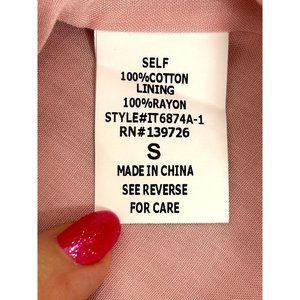 SELF
100%COTTON
LINING
100%RAYON
STYLE#IT6874A-1
RN#139726
S
MADE IN CHINA
SEE REVERSE
FOR CARE